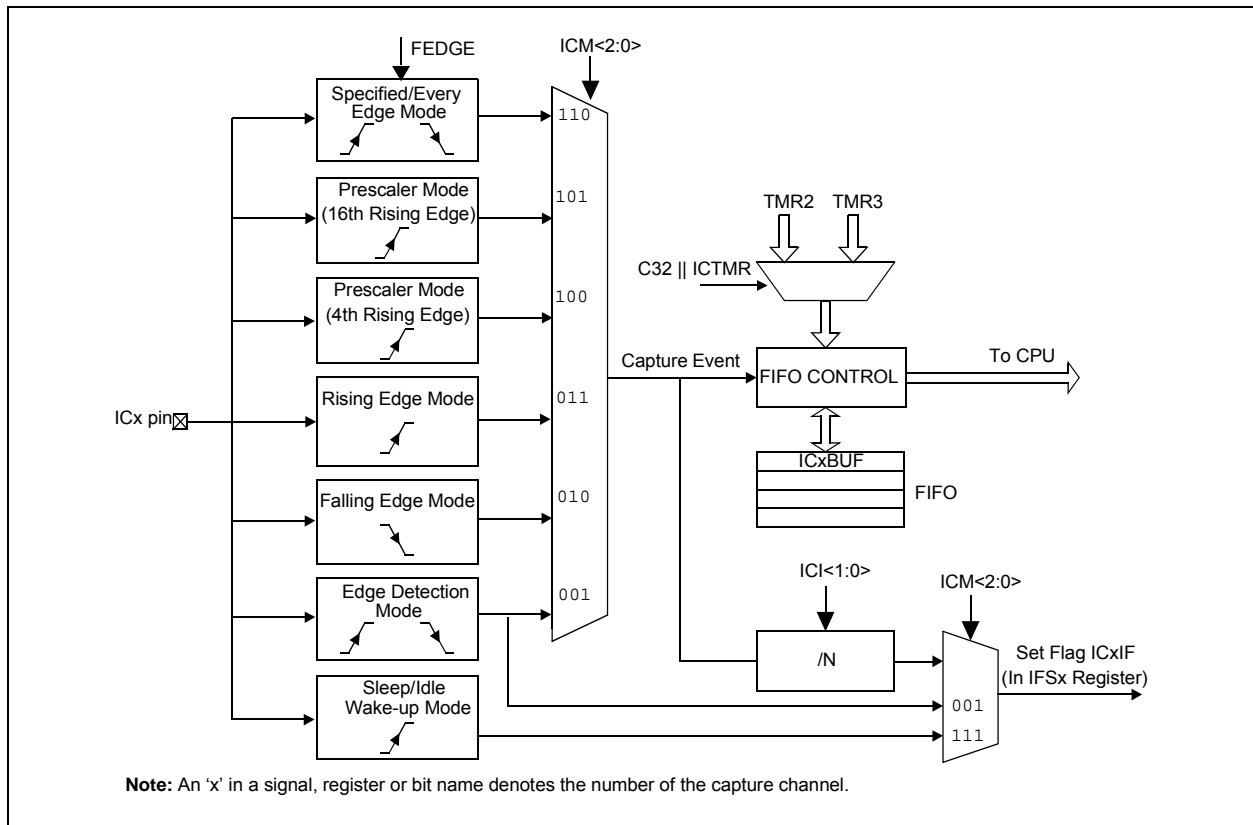 FEDGE
ICM<2:0>
Specified/Every
Edge Mode
110
Prescaler Mode
(16th Rising Edge)
101
TMR2
TMR3
C32 || ICTMR
Prescaler Mode
(4th Rising Edge)
100
Capture Event
FIFO CONTROL
To CPU
ICx pin
Rising Edge Mode
011
ICxBUF
FIFO
Falling Edge Mode
010
ICI<1:0>
ICM<2:0>
Edge Detection
Mode
001
/N
Set Flag ICxIF
(In IFSx Register)
Sleep/Idle
Wake-up Mode
001
111
Note: An ‘x’ in a signal, register or bit name denotes the number of the capture channel.